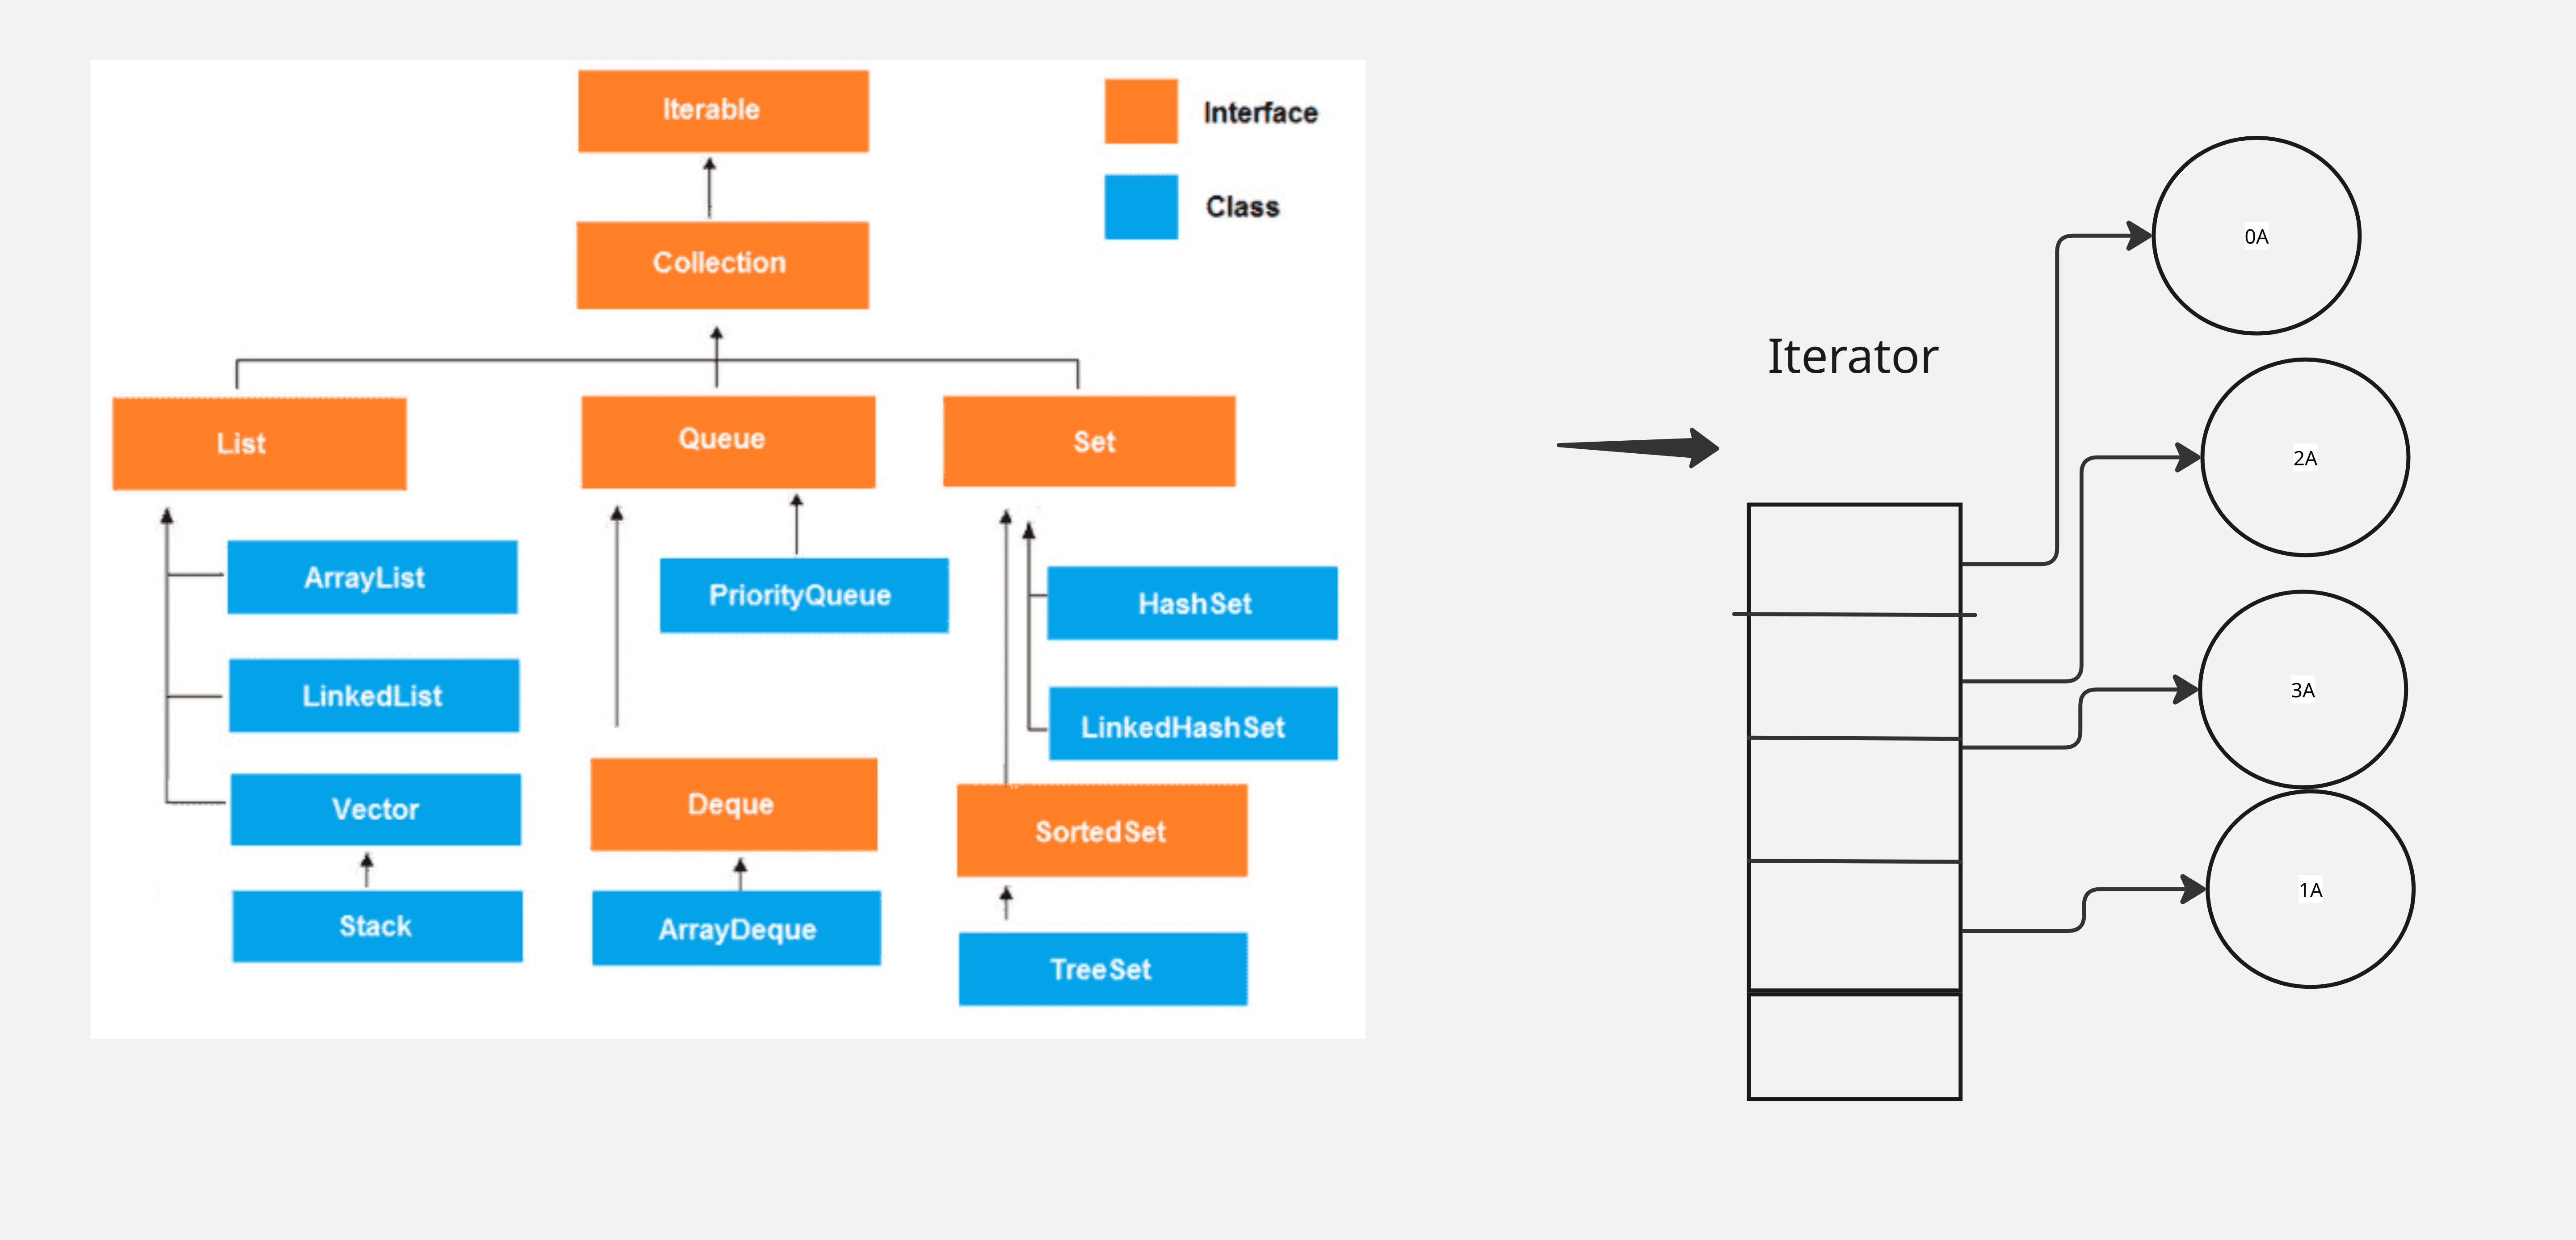 Iterable
Interface
Class
Collection
List
Queue
Set
ArrayList
PriorityQueue
HashSet
LinkedList
LinkedHashSet
Vector
Deque
SortedSet
Stack
ArrayDeque
TreeSet
Iterator
0A
2A
3A
1A